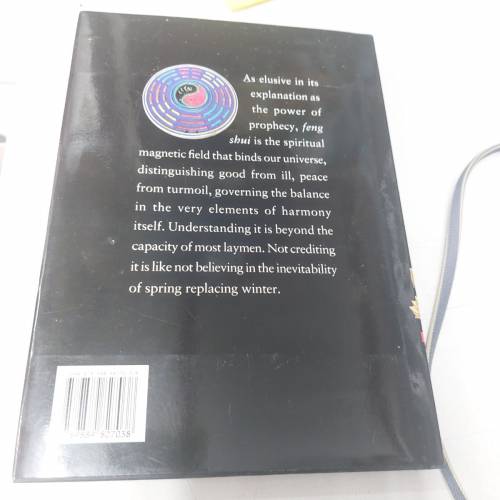 As elusive in its
explanation as
the power of
prophecy, feng
shui is the spiritual
magnetic field that binds our universe,
distinguishing good from ill, peace
from turmoil, governing the balance
in the very elements of harmony
itself. Understanding it is beyond the
capacity of most laymen. Not crediting
it is like not believing in the inevitability
of spring replacing winter.